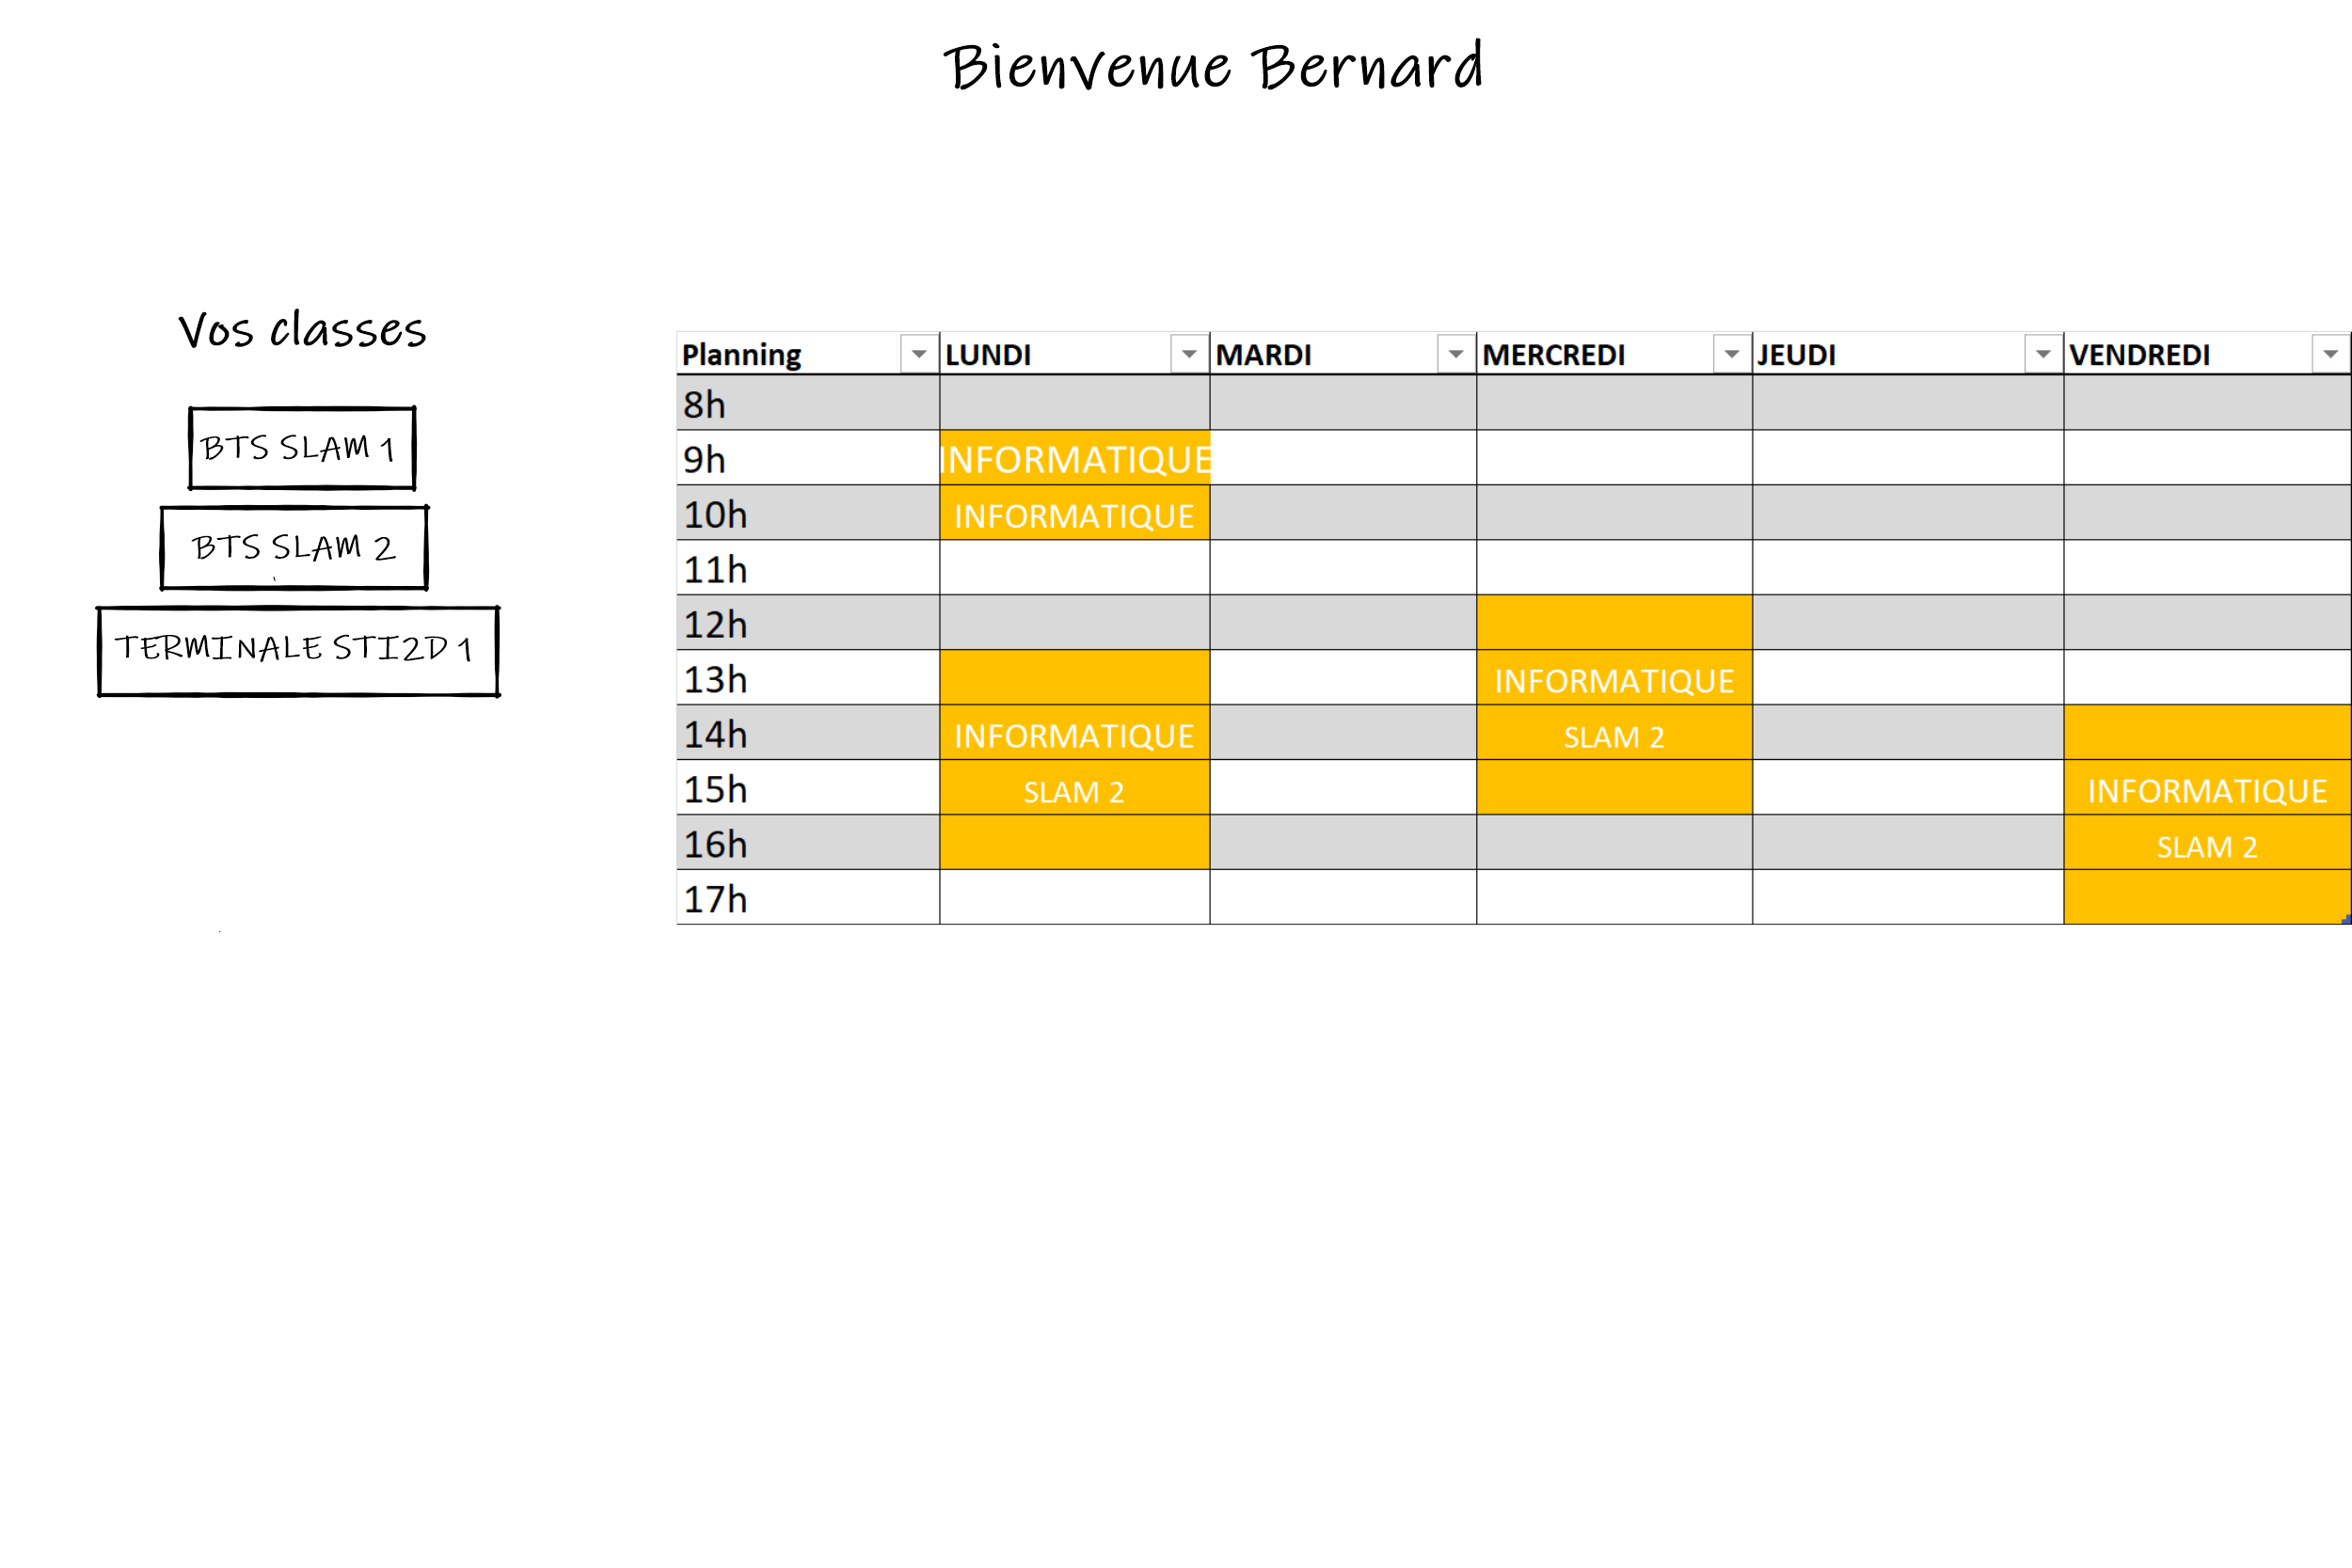 Bienvenue Bernard
Vos classes
BTS SLAM 1
BTS SLAM 2
TERMINALE STI2D 1
Planning LUNDI MARDI MERCREDI JEUDI VENDREDI
8h
9h INFORMATIQUE
10h INFORMATIQUE
11h
12h
13h INFORMATIQUE
14h INFORMATIQUE SLAM 2
15h SLAM 2 INFORMATIQUE
16h SLAM 2
17h